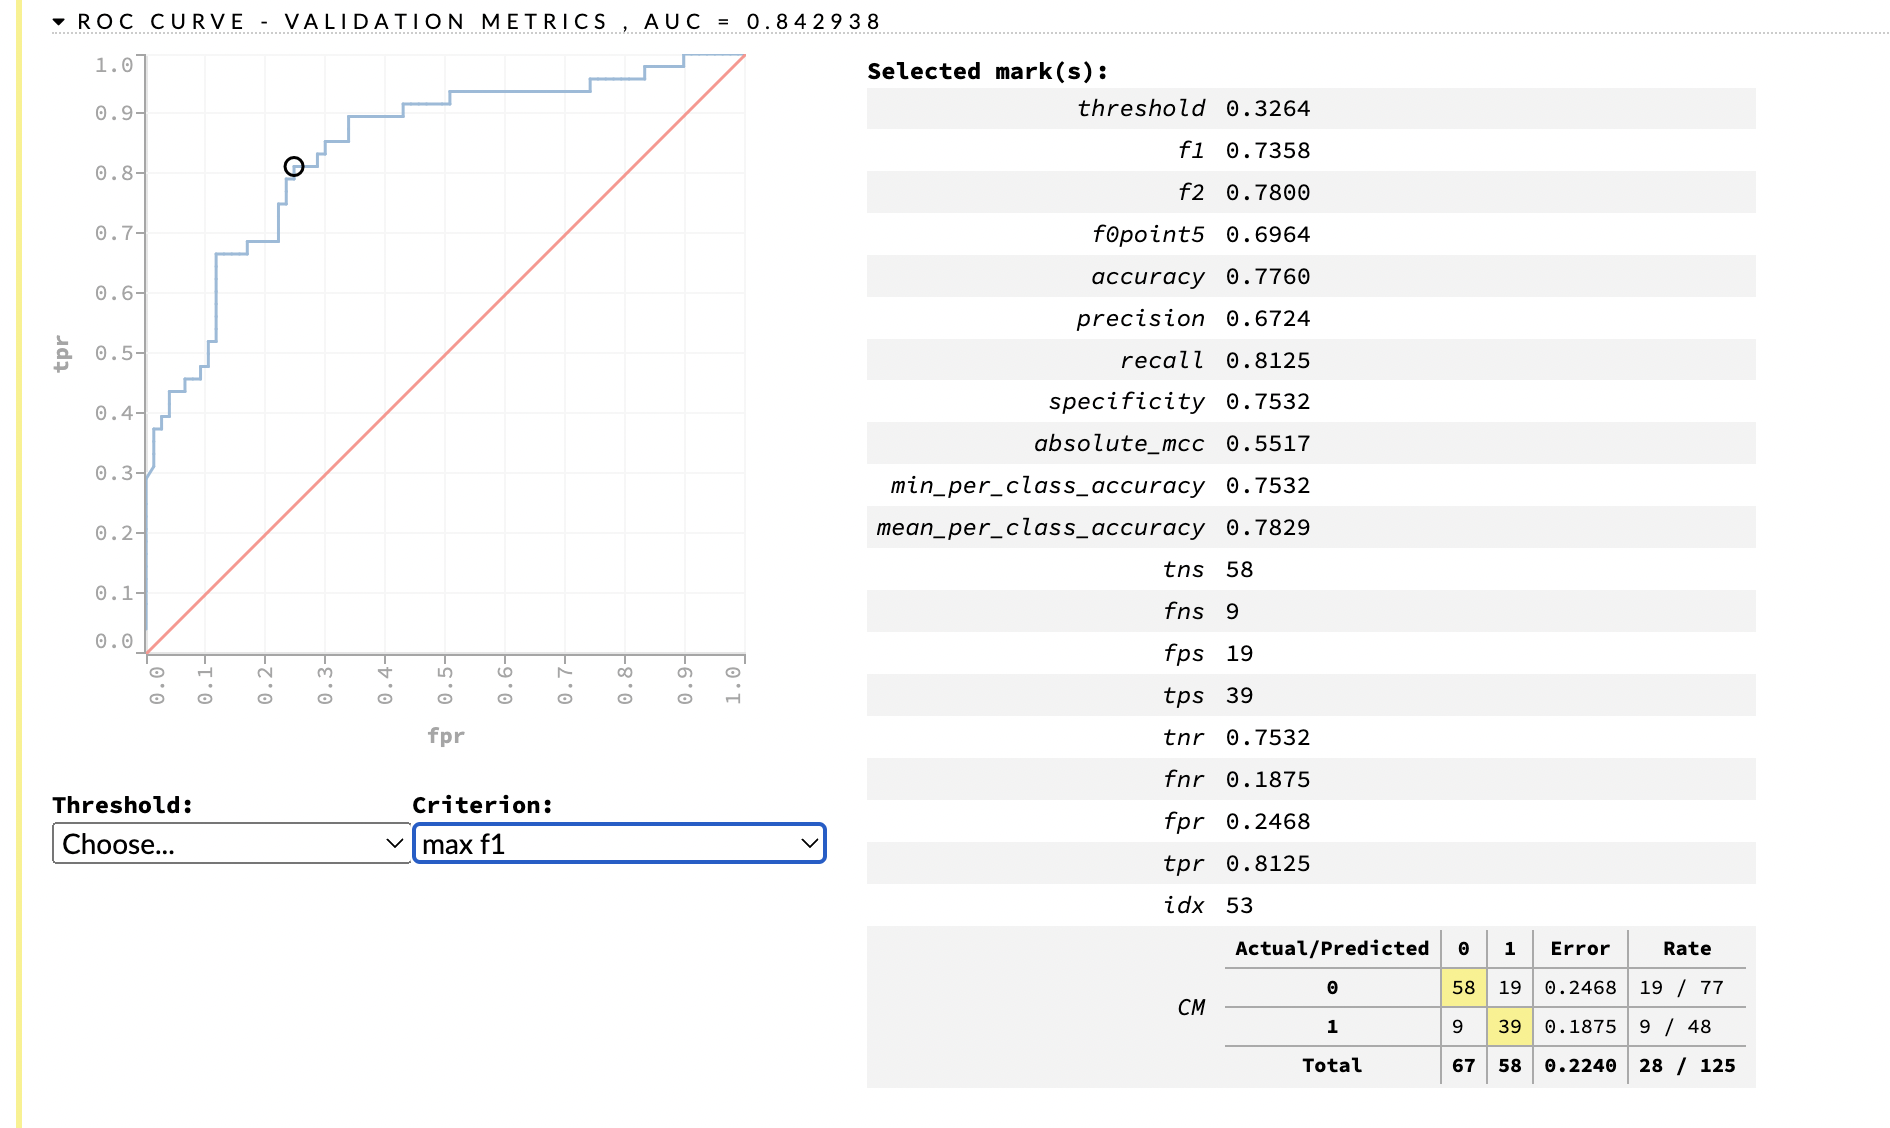 ROC CURVE - VALIDATION METRICS , AUC = 0.842938
1.0
0.9
0.8
0.7
0.6
0.5
0.4
0.3
0.2
0.1
0.0
tpr
0.0 0.1 0.2 0.3 0.4 0.5 0.6 0.7 0.8 0.9 1.0
fpr
Threshold: Criterion:
Choose... max f1
Selected mark(s):
threshold 0.3264
f1 0.7358
f2 0.7800
f0point5 0.6964
accuracy 0.7760
precision 0.6724
recall 0.8125
specificity 0.7532
absolute_mcc 0.5517
min_per_class_accuracy 0.7532
mean_per_class_accuracy 0.7829
tns 58
fns 9
fps 19
tps 39
tnr 0.7532
fnr 0.1875
fpr 0.2468
tpr 0.8125
idx 53
CM
Actual/Predicted 0 1 Error Rate
0 58 19 0.2468 19 / 77
1 9 39 0.1875 9 / 48
Total 67 58 0.2240 28 / 125